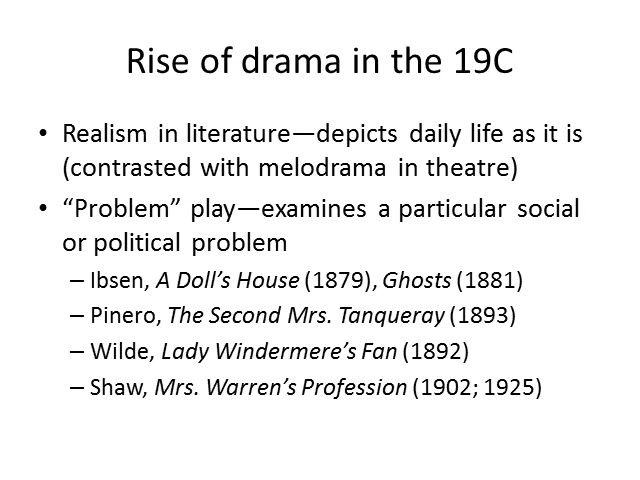 Rise of drama in the 19C
• Realism in literature—depicts daily life as it is
(contrasted with melodrama in theatre)
• “Problem” play—examines a particular social
or political problem
– Ibsen, A Doll’s House (1879), Ghosts (1881)
– Pinero, The Second Mrs. Tanqueray (1893)
– Wilde, Lady Windermere’s Fan (1892)
– Shaw, Mrs. Warren’s Profession (1902; 1925)